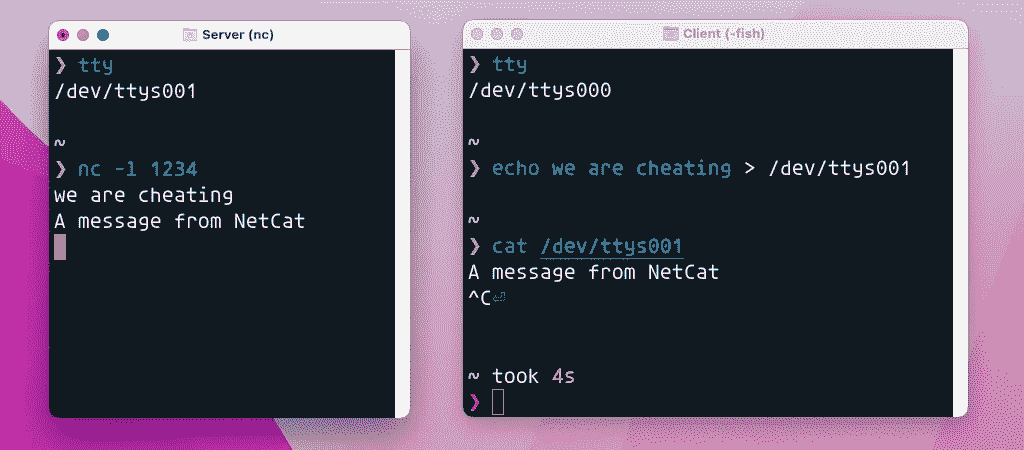 Server (nc)
❯ tty
/dev/ttys001
~
❯ nc -l 1234
we are cheating
A message from NetCat
Client (-fish)
❯ tty
/dev/ttys000
~
❯ echo we are cheating > /dev/ttys001
~
❯ cat /dev/ttys001
A message from NetCat
^C⏎
~ took 4s
❯